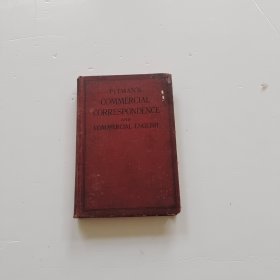 PITMAN'S
COMMERCIAL
CORRESPONDENCE
AND
COMMERCIAL ENGLISH